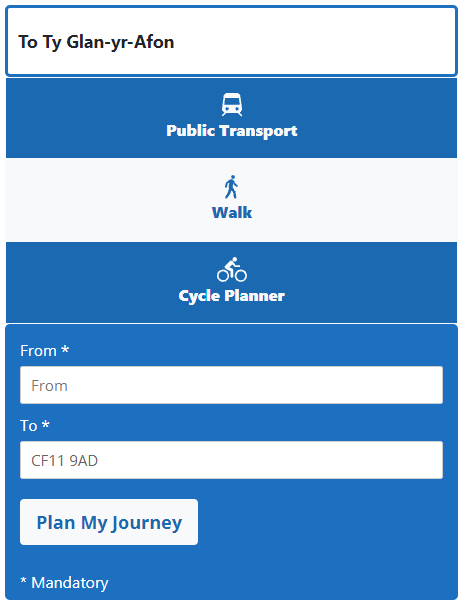 To Ty Glan-yr-Afon
Public Transport
Walk
Cycle Planner
From *
From
To *
CF11 9AD
Plan My Journey
* Mandatory